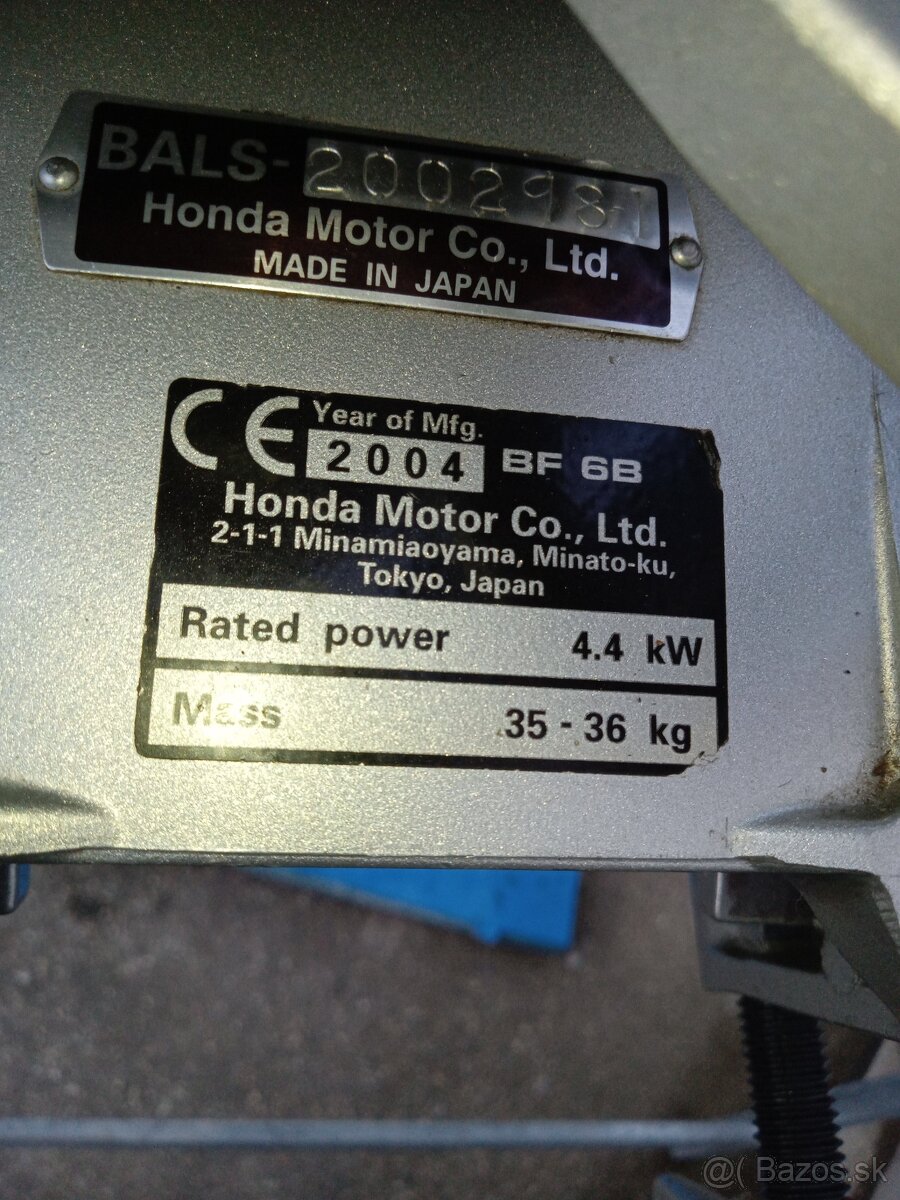 BALS-2002981
Honda Motor Co., Ltd.
MADE IN JAPAN
CE Year of Mfg.
2004 BF 6B
Honda Motor Co., Ltd.
2-1-1 Minamiaoyama, Minato-ku,
Tokyo, Japan
Rated power 4.4 kW
Mass 35 - 36 kg
@( Bazos.sk